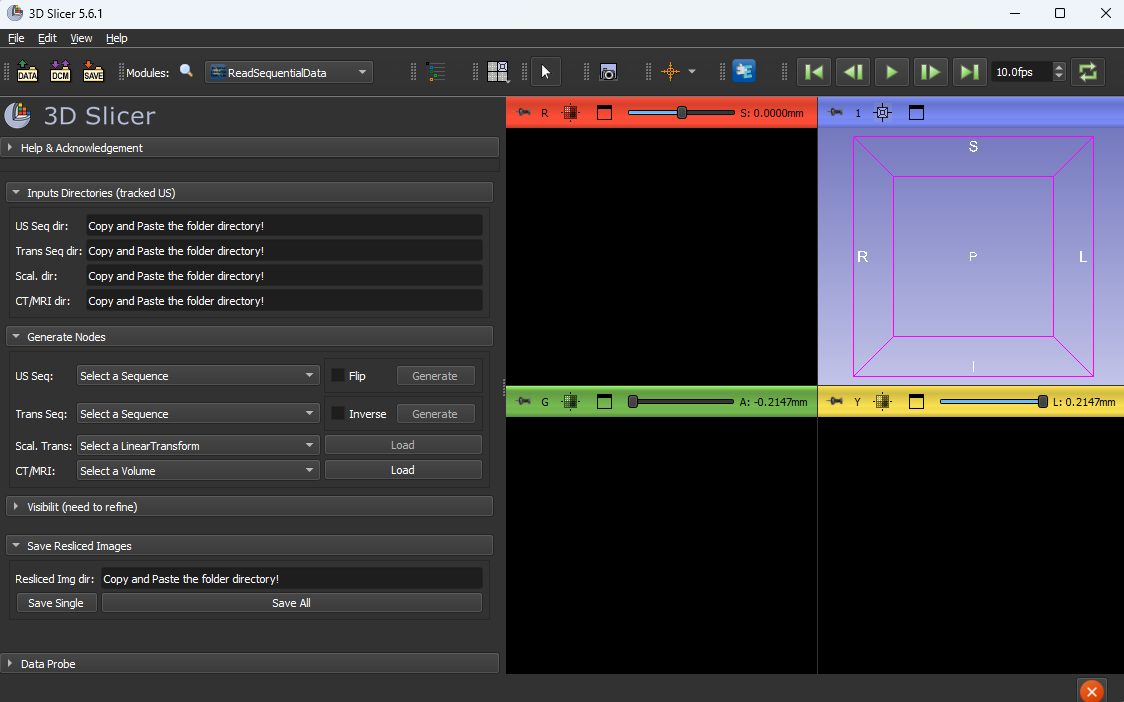 3D Slicer 5.6.1
File Edit View Help
DATA DCM SAVE Modules: ReadSequentialData 10.0fps
3D Slicer
Help & Acknowledgement
Inputs Directories (tracked US)
US Seq dir: Copy and Paste the folder directory!
Trans Seq dir: Copy and Paste the folder directory!
Scal. dir: Copy and Paste the folder directory!
CT/MRI dir: Copy and Paste the folder directory!
Generate Nodes
US Seq: Select a Sequence Flip Generate
Trans Seq: Select a Sequence Inverse Generate
Scal. Trans: Select a LinearTransform Load
CT/MRI: Select a Volume Load
Visibilit (need to refine)
Save Resliced Images
Resliced Img dir: Copy and Paste the folder directory!
Save Single Save All
Data Probe
R S: 0.0000mm
1
S
R P L
I
G A: -0.2147mm
Y L: 0.2147mm